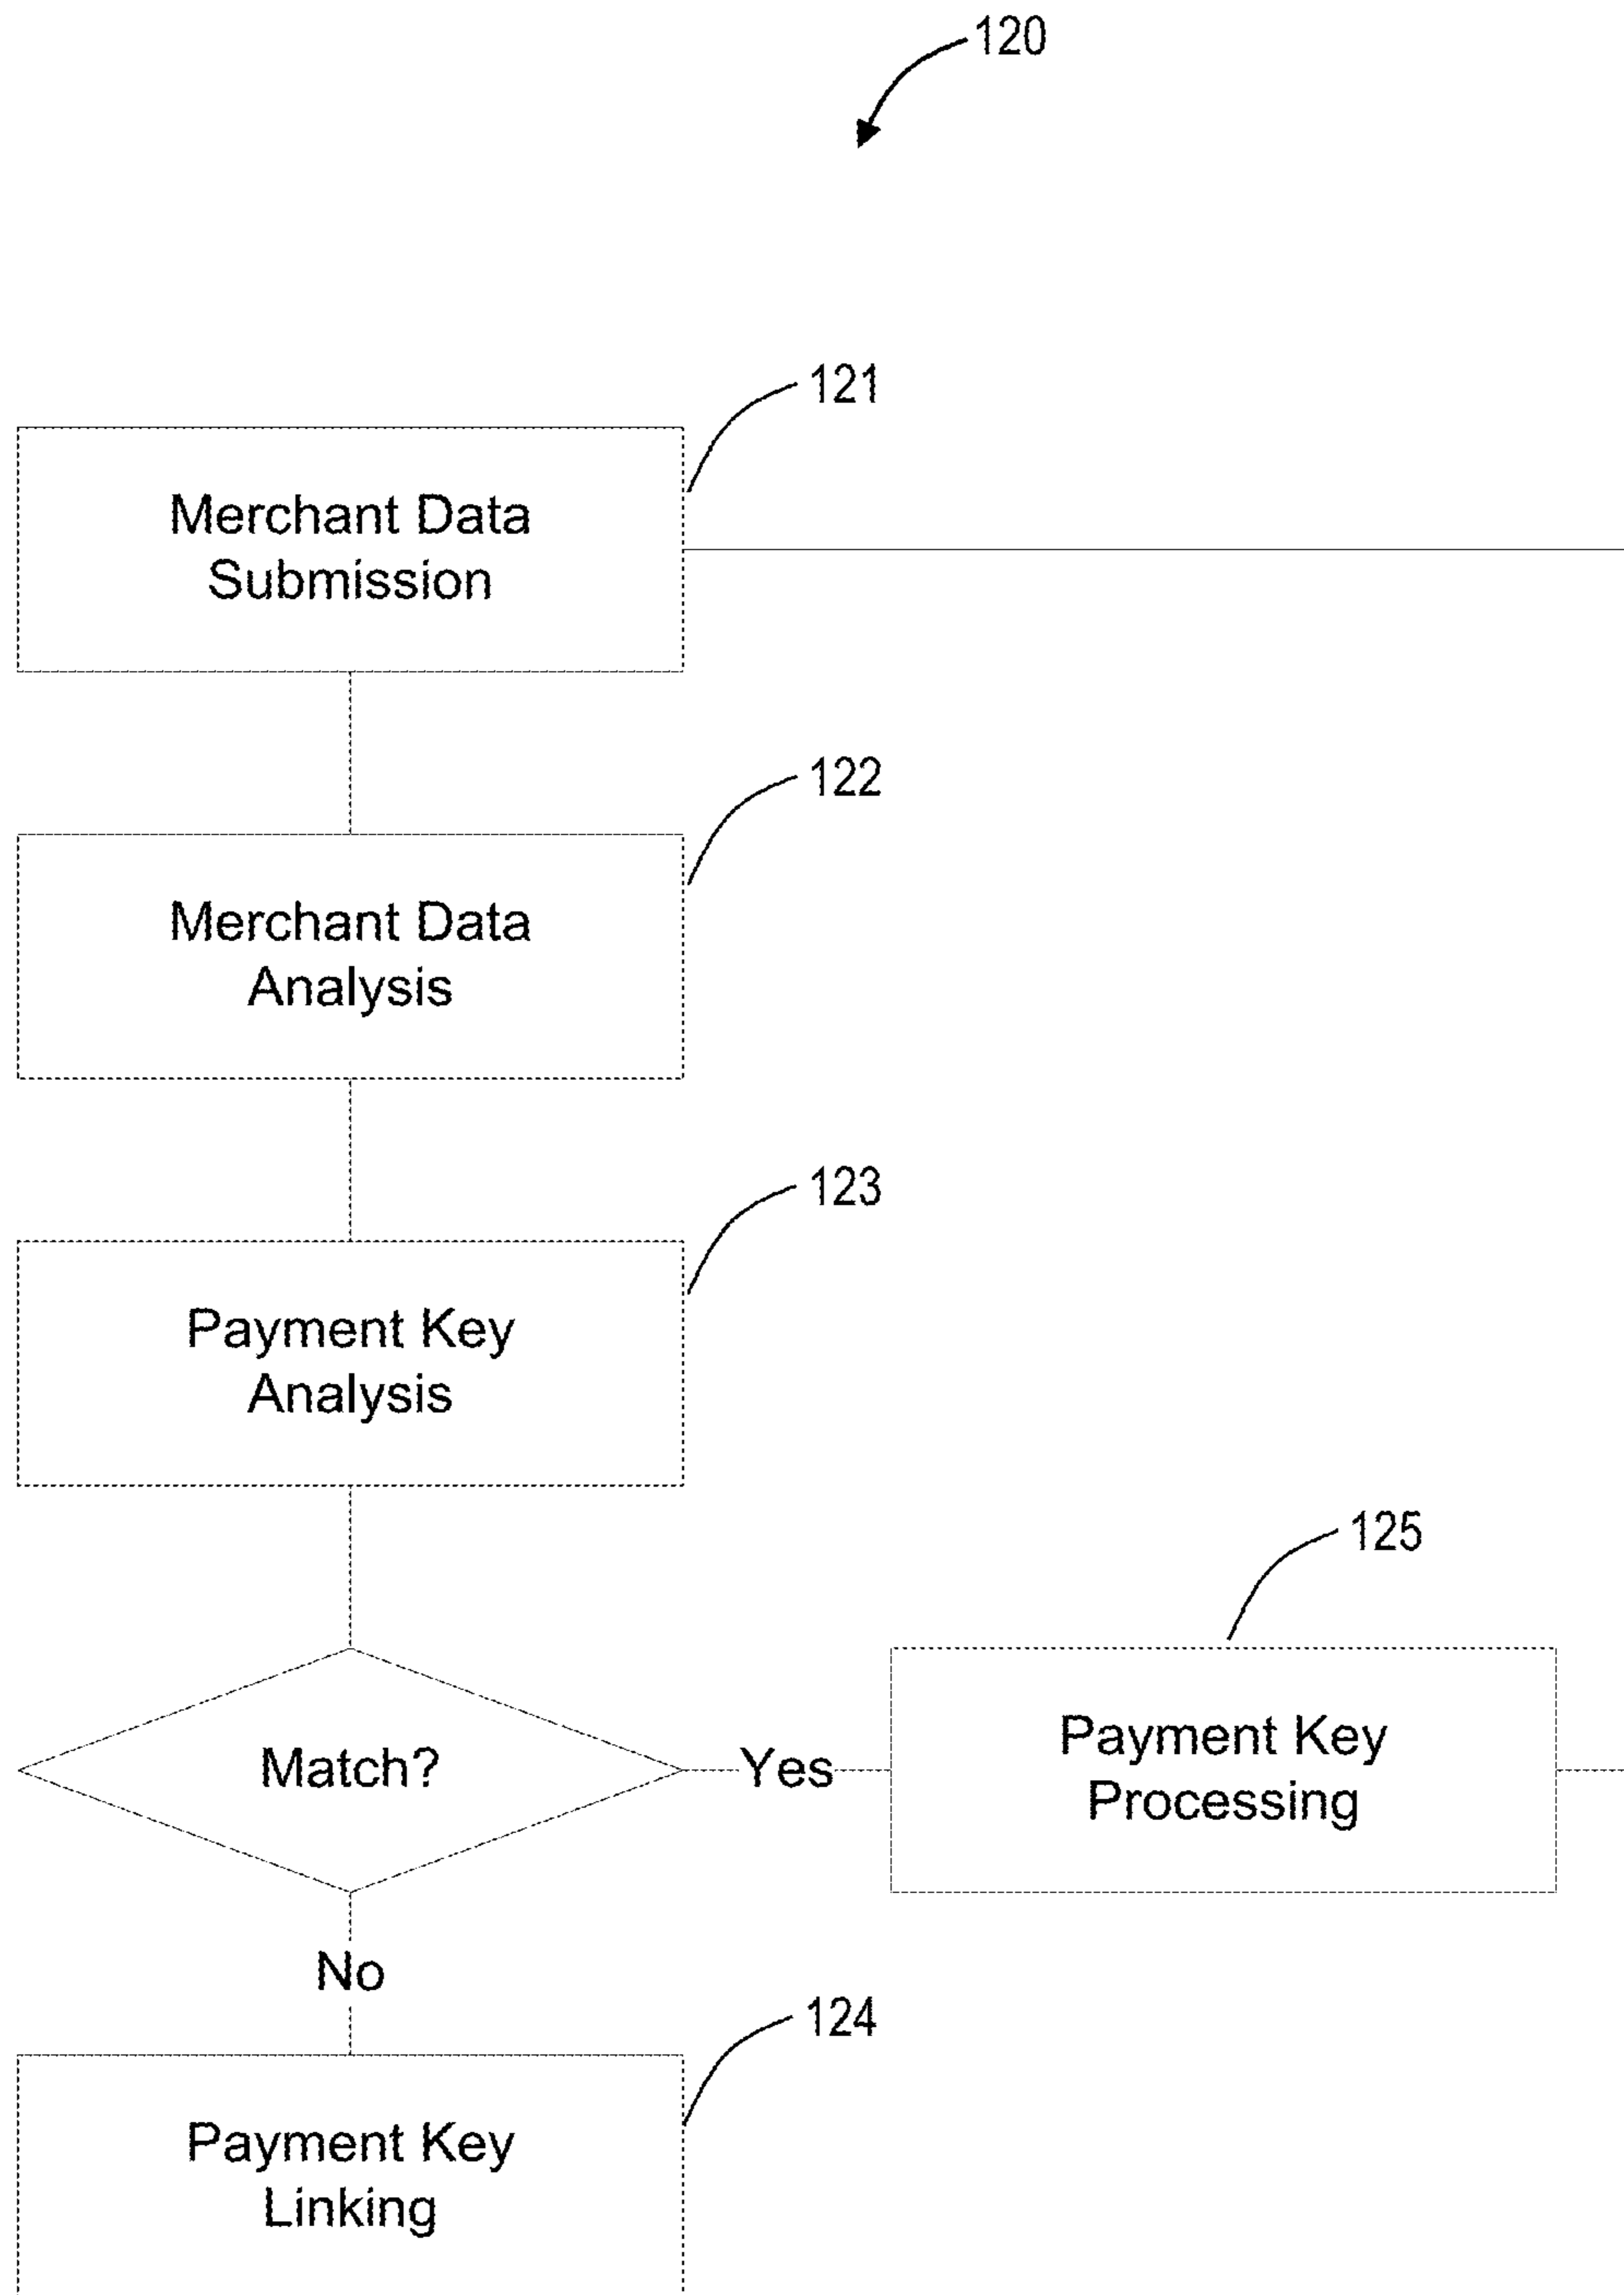 120
121
Merchant Data
Submission
122
Merchant Data
Analysis
123
Payment Key
Analysis
125
Match?
Yes
Payment Key
Processing
No
124
Payment Key
Linking